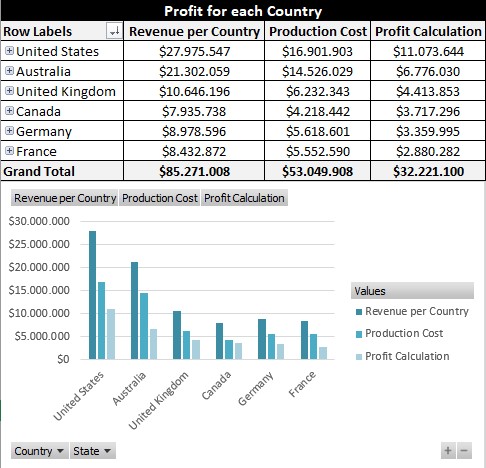 Profit for each Country
Row Labels Revenue per Country Production Cost Profit Calculation
United States $27.975.547 $16.901.903 $11.073.644
Australia $21.302.059 $14.526.029 $6.776.030
United Kingdom $10.646.196 $6.232.343 $4.413.853
Canada $7.935.738 $4.218.442 $3.717.296
Germany $8.978.596 $5.618.601 $3.359.995
France $8.432.872 $5.552.590 $2.880.282
Grand Total $85.271.008 $53.049.908 $32.221.100
Revenue per Country Production Cost Profit Calculation
$30.000.000
$25.000.000
$20.000.000
$15.000.000
$10.000.000
$5.000.000
$0
United States
Australia
United Kingdom
Canada
Germany
France
Values
Revenue per Country
Production Cost
Profit Calculation
Country State